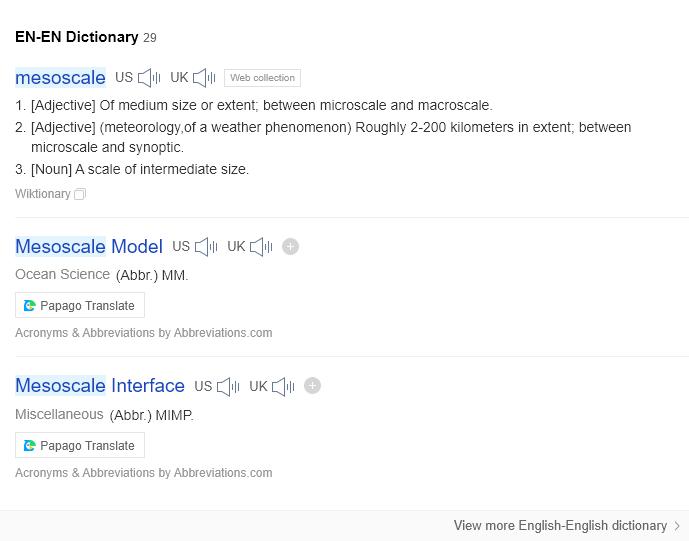 EN-EN Dictionary 29
mesoscale US UK Web collection
1. [Adjective] Of medium size or extent; between microscale and macroscale.
2. [Adjective] (meteorology,of a weather phenomenon) Roughly 2-200 kilometers in extent; between
microscale and synoptic.
3. [Noun] A scale of intermediate size.
Wiktionary
Mesoscale Model US UK
Ocean Science (Abbr.) MM.
Papago Translate
Acronyms & Abbreviations by Abbreviations.com
Mesoscale Interface US UK
Miscellaneous (Abbr.) MIMP.
Papago Translate
Acronyms & Abbreviations by Abbreviations.com
View more English-English dictionary